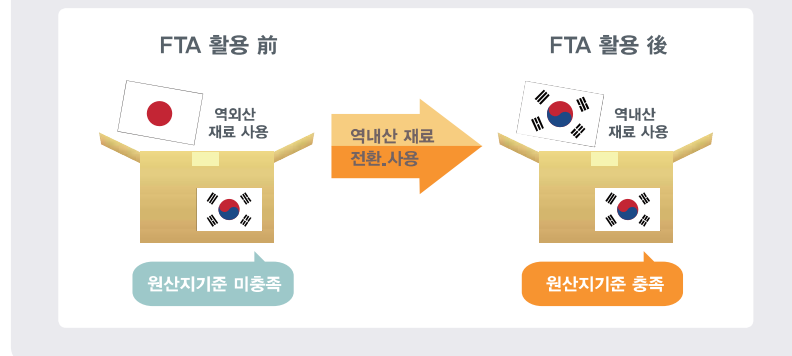 FTA 활용 前
FTA 활용 後
역외산
재료 사용
역내산 재료
전환.사용
역내산
재료 사용
원산지기준 미충족
원산지기준 충족